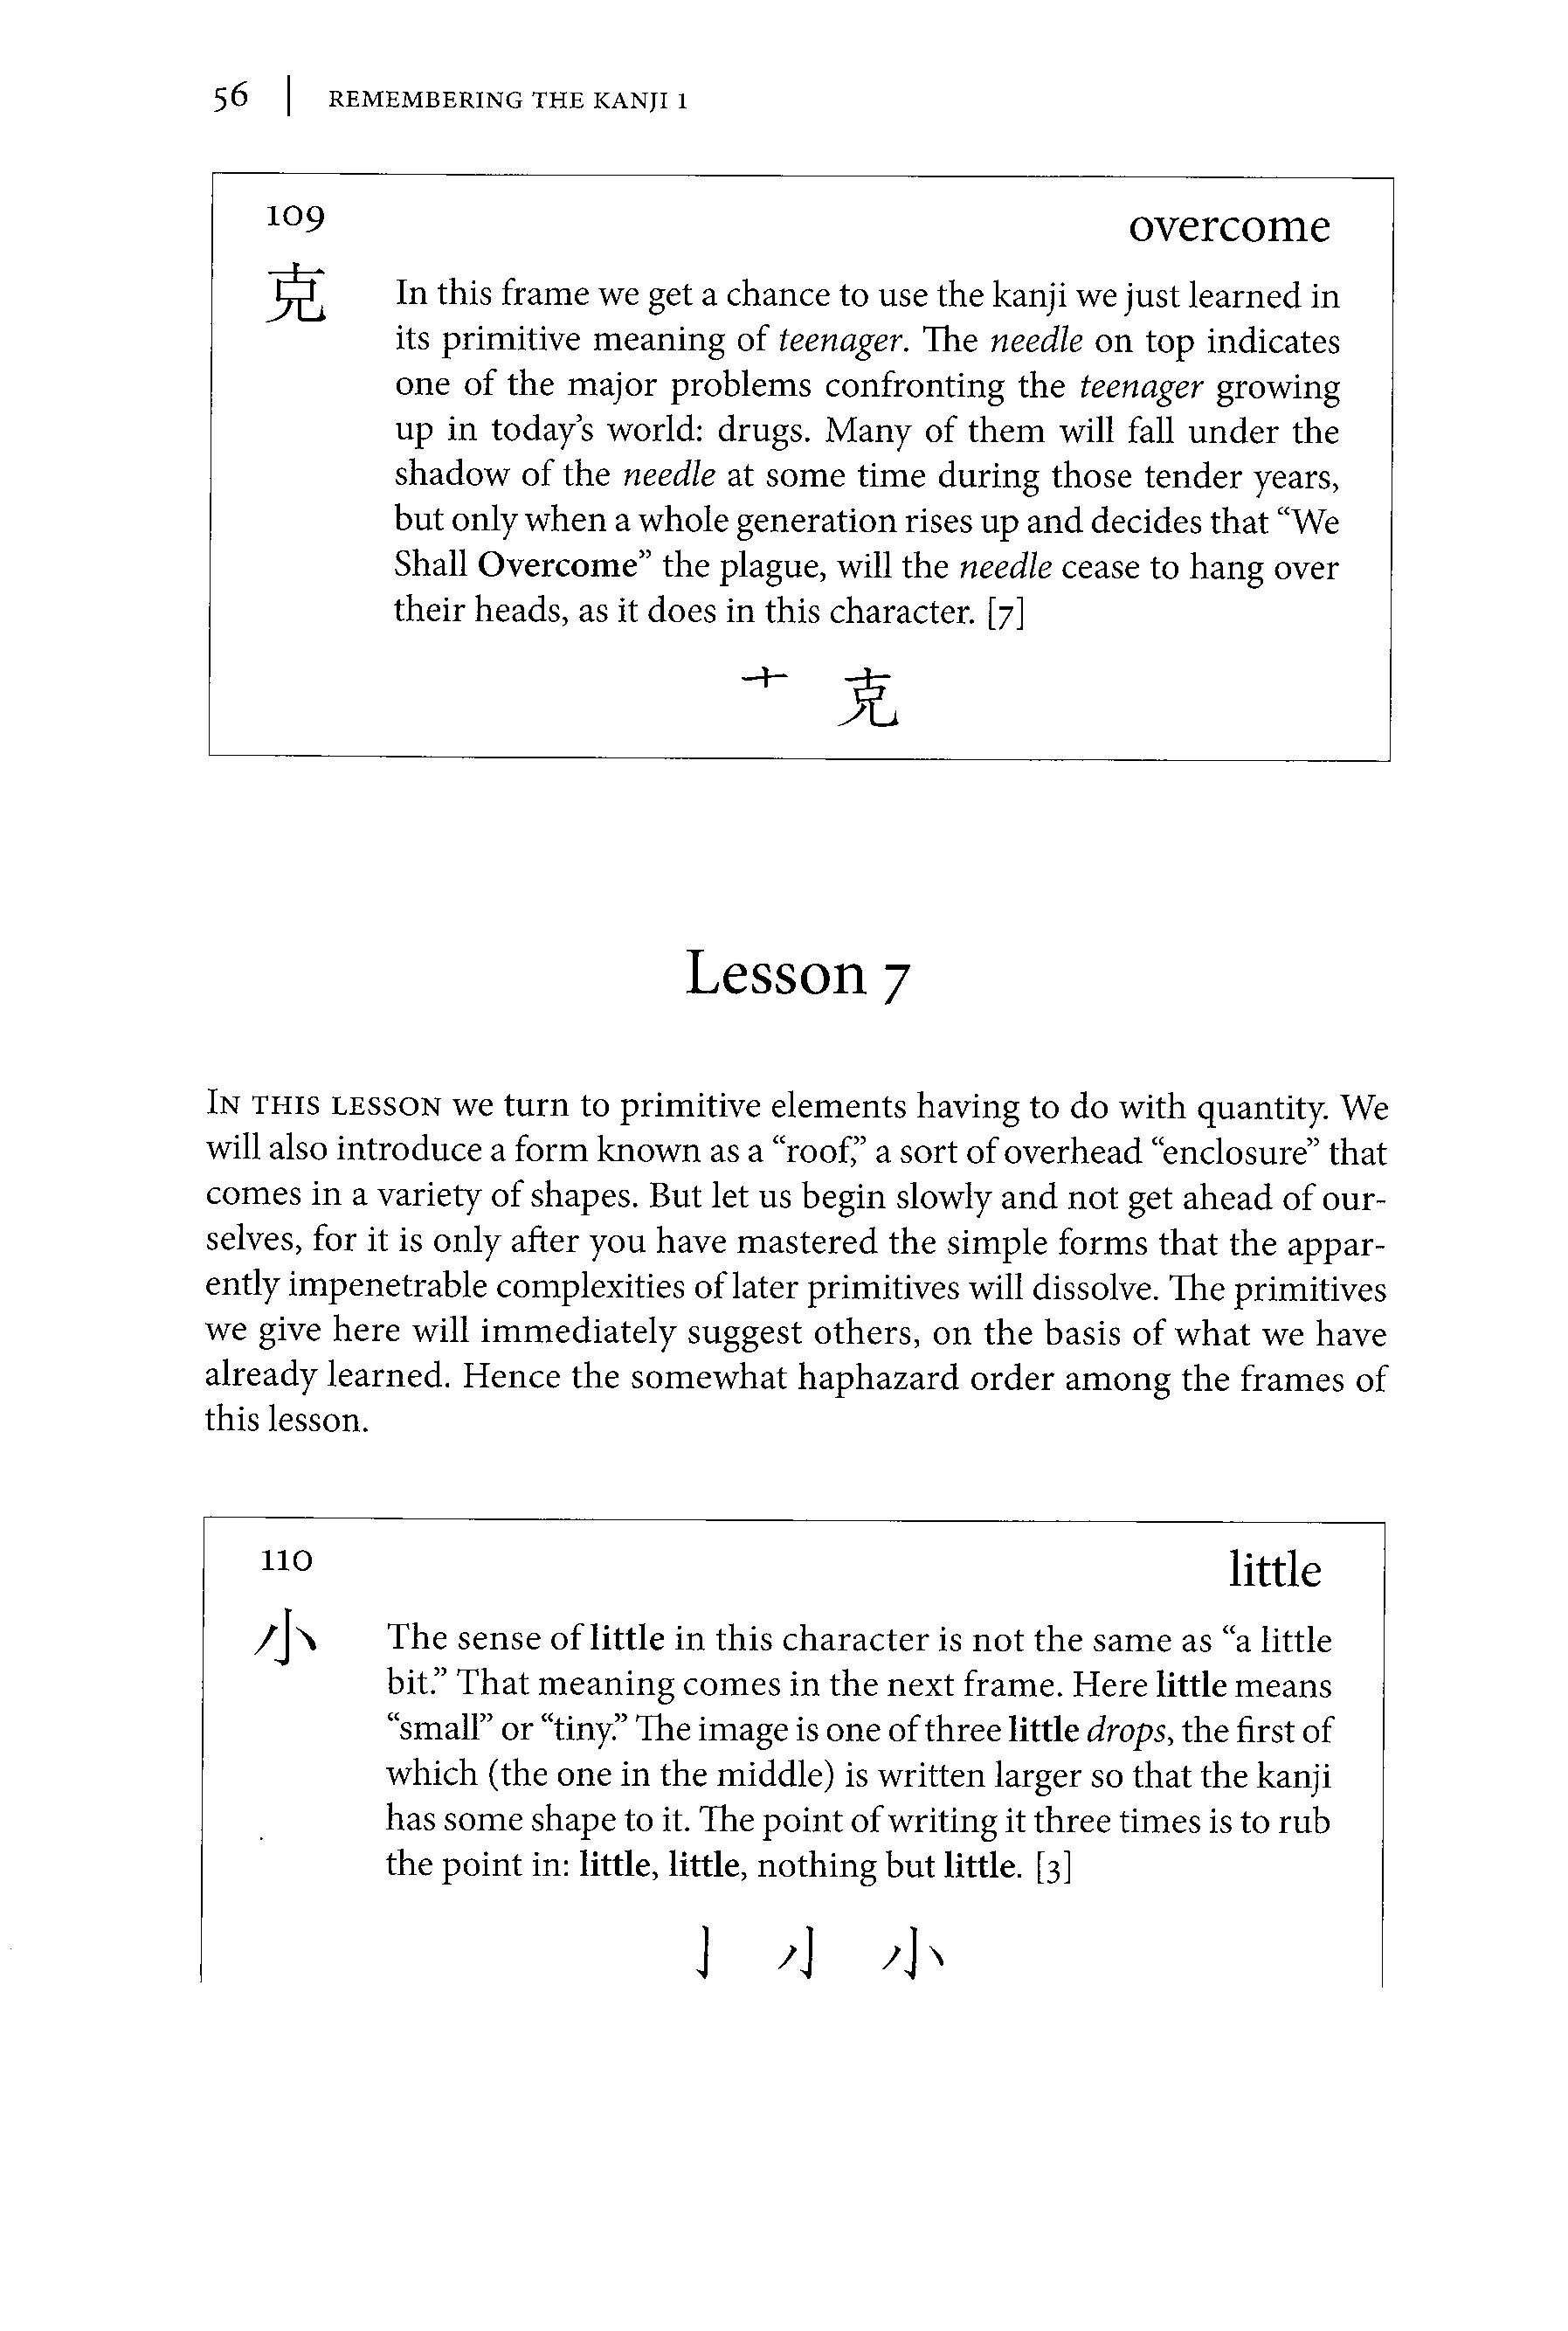 56 | REMEMBERING THE KANJI 1
109
overcome
克
In this frame we get a chance to use the kanji we just learned in
its primitive meaning of teenager. The needle on top indicates
one of the major problems confronting the teenager growing
up in today's world: drugs. Many of them will fall under the
shadow of the needle at some time during those tender years,
but only when a whole generation rises up and decides that “We
Shall Overcome” the plague, will the needle cease to hang over
their heads, as it does in this character. [7]
十 克
Lesson 7
IN THIS LESSON we turn to primitive elements having to do with quantity. We
will also introduce a form known as a “roof,” a sort of overhead “enclosure” that
comes in a variety of shapes. But let us begin slowly and not get ahead of our-
selves, for it is only after you have mastered the simple forms that the appar-
ently impenetrable complexities of later primitives will dissolve. The primitives
we give here will immediately suggest others, on the basis of what we have
already learned. Hence the somewhat haphazard order among the frames of
this lesson.
110
little
小
The sense of little in this character is not the same as “a little
bit.” That meaning comes in the next frame. Here little means
“small” or “tiny.” The image is one of three little drops, the first of
which (the one in the middle) is written larger so that the kanji
has some shape to it. The point of writing it three times is to rub
the point in: little, little, nothing but little. [3]
亅 小